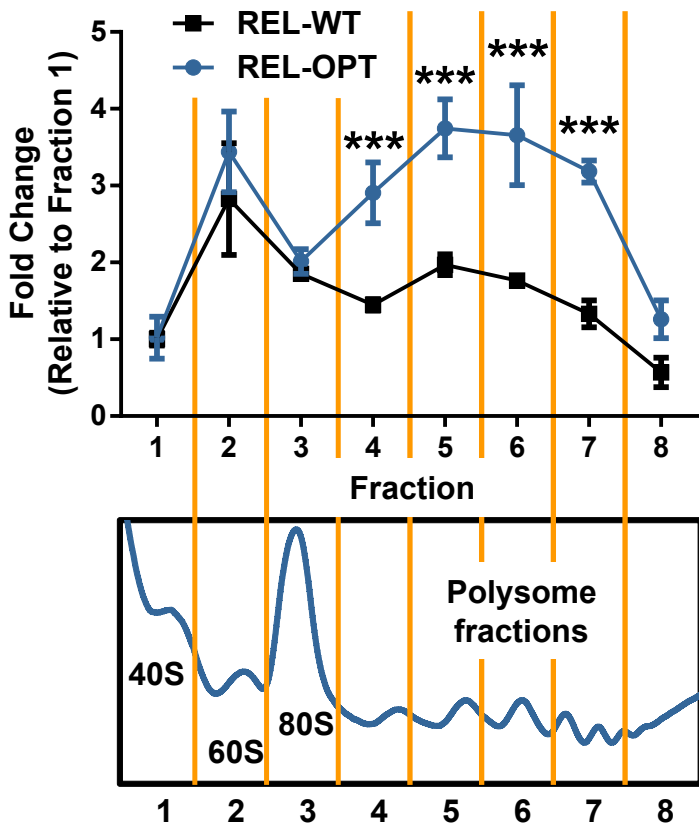 REL-WT
REL-OPT
Fold Change
(Relative to Fraction 1)
5
4
3
2
1
0
***
***
***
***
1 2 3 4 5 6 7 8
Fraction
Polysome
fractions
40S
60S
80S
1 2 3 4 5 6 7 8